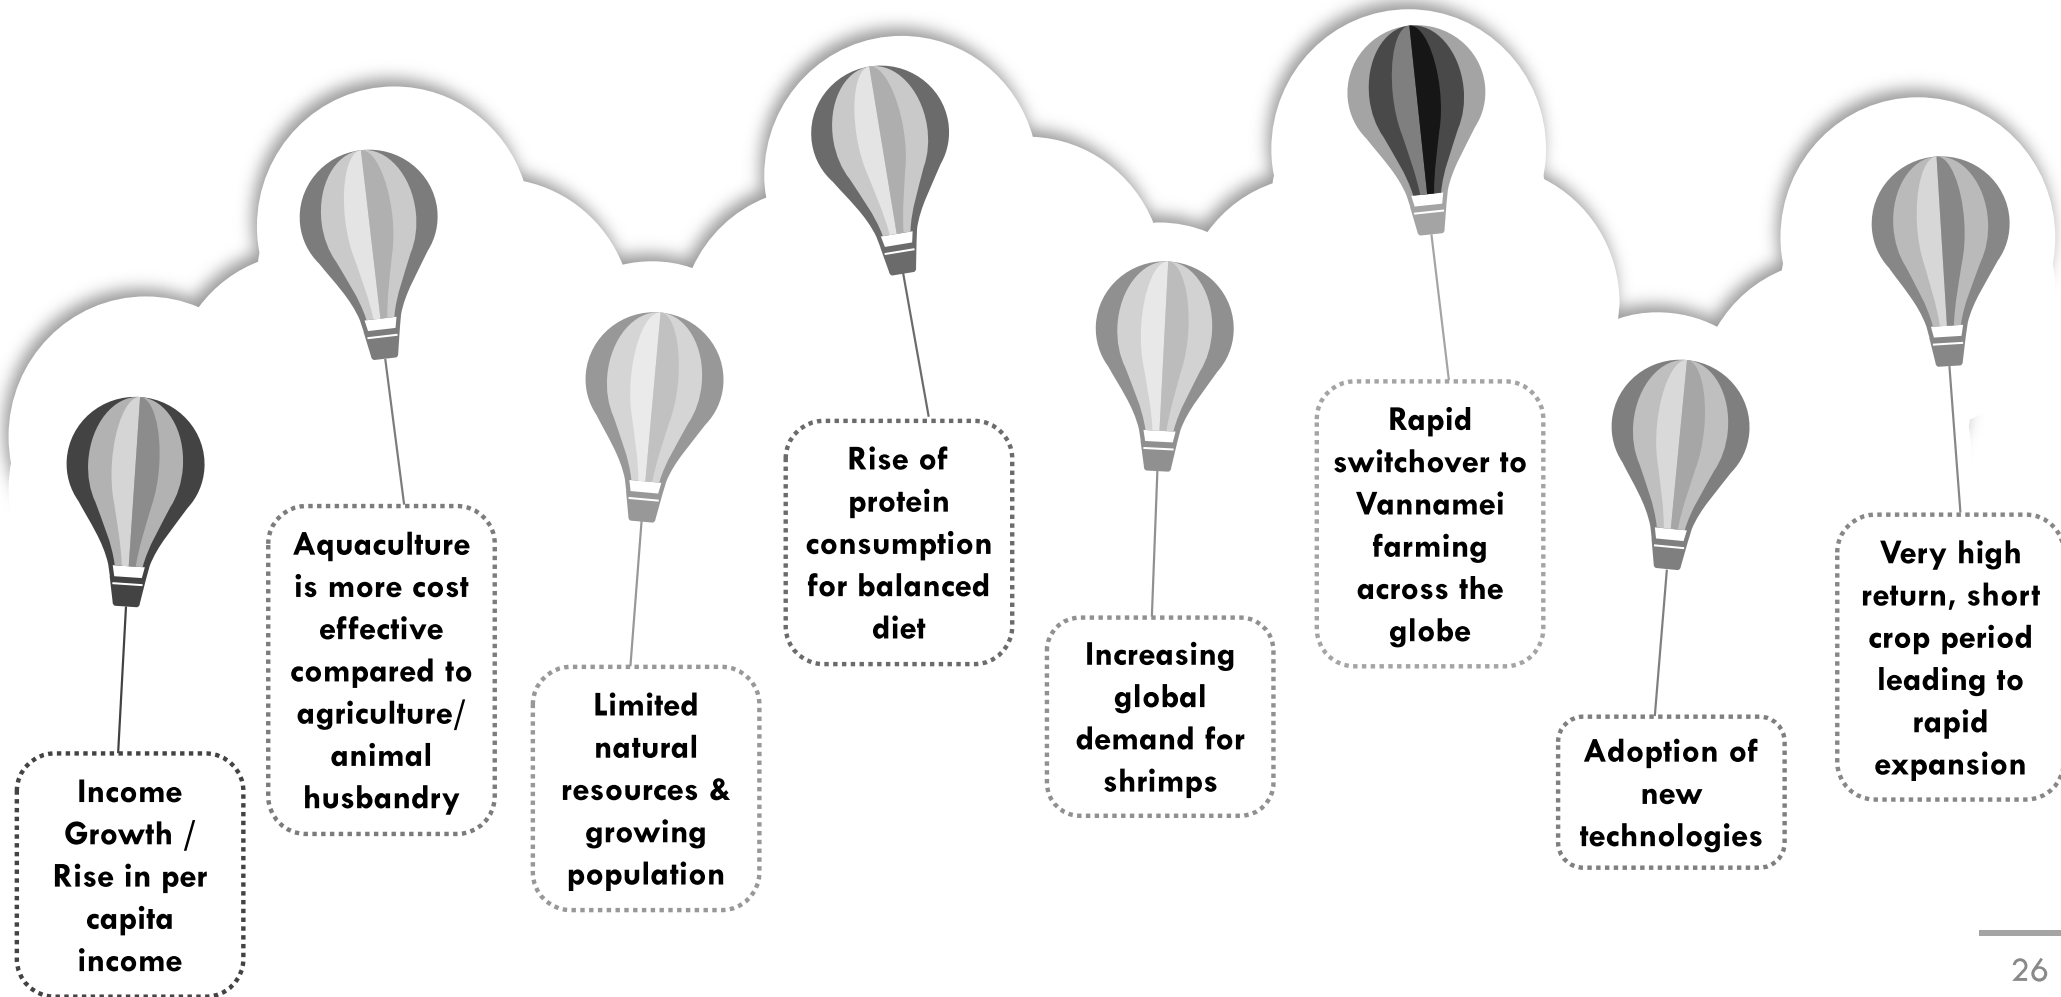 Income
Growth /
Rise in per
capita
income
Aquaculture
is more cost
effective
compared to
agriculture/
animal
husbandry
Limited
natural
resources &
growing
population
Rise of
protein
consumption
for balanced
diet
Increasing
global
demand for
shrimps
Rapid
switchover to
Vannamei
farming
across the
globe
Adoption of
new
technologies
Very high
return, short
crop period
leading to
rapid
expansion
26